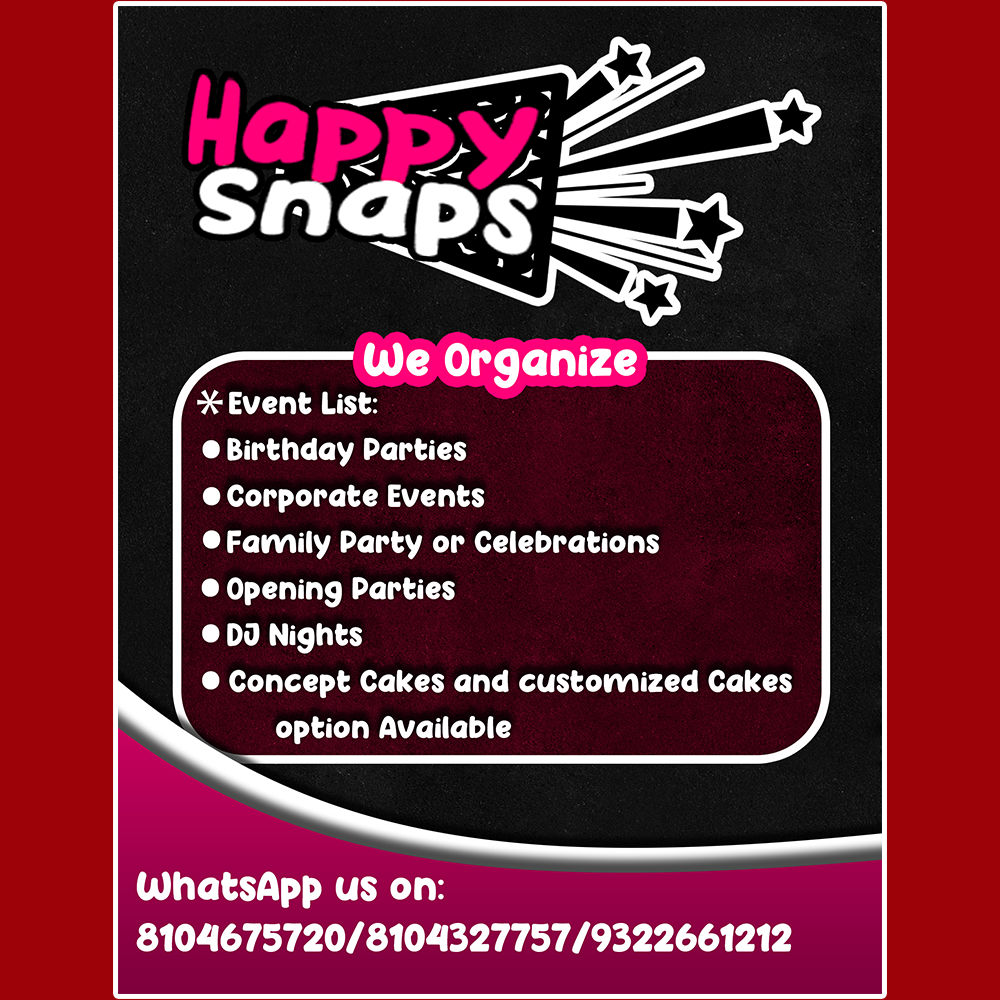 Happy
Snaps
We Organize
* Event List:
● Birthday Parties
● Corporate Events
● Family Party or Celebrations
● Opening Parties
● DJ Nights
● Concept Cakes and customized Cakes
option Available
WhatsApp us on:
8104675720/8104327757/9322661212